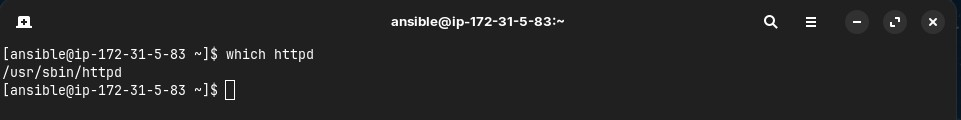 ansible@ip-172-31-5-83:~
[ansible@ip-172-31-5-83 ~]$ which httpd
/usr/sbin/httpd
[ansible@ip-172-31-5-83 ~]$